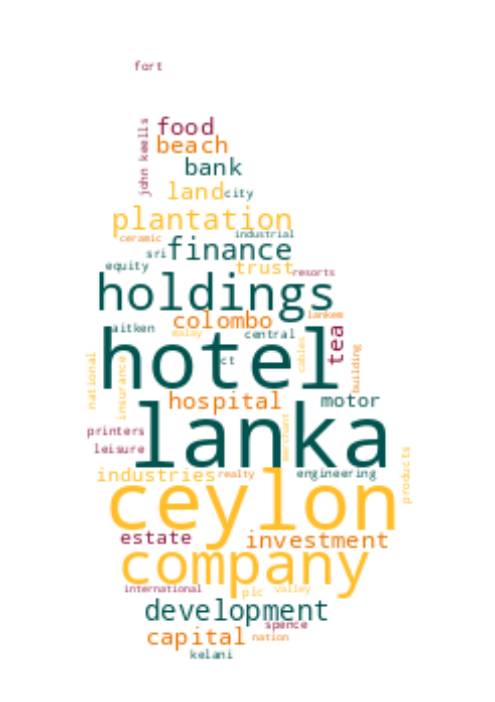 fort
john keells
food
beach
bank
land
city
plantation
ceramic
industrial
sri
finance
equity
trust
resorts
holdings
lankem
colombo
aitken
malay
central
tea
hotel
ct
cables
building
national
insurance
hospital
motor
merchant
printers
lanka
leisure
industries
realty
engineering
products
ceylon
estate
investment
company
international
plc
valley
development
spence
capital
nation
kelani